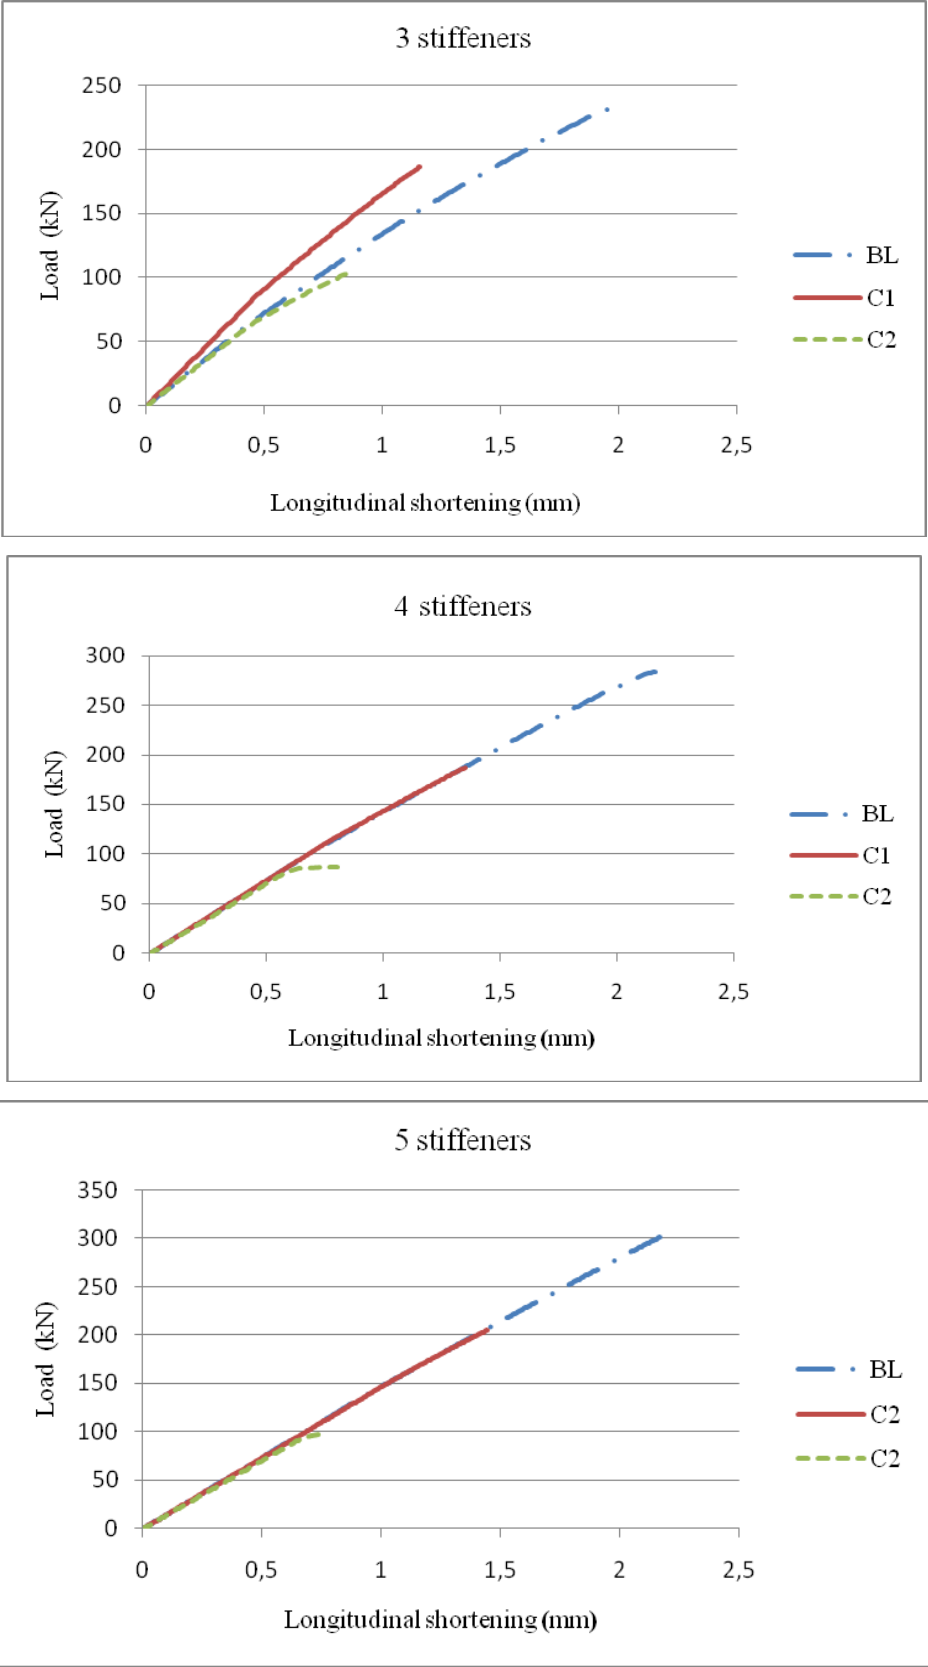 3 stiffeners
250
200
150
100
50
0
Load (kN)
0 0,5 1 1,5 2 2,5
Longitudinal shortening (mm)
BL
C1
C2
4 stiffeners
300
250
200
150
100
50
0
Load (kN)
0 0,5 1 1,5 2 2,5
Longitudinal shortening (mm)
BL
C1
C2
5 stiffeners
350
300
250
200
150
100
50
0
Load (kN)
0 0,5 1 1,5 2 2,5
Longitudinal shortening (mm)
BL
C2
C2